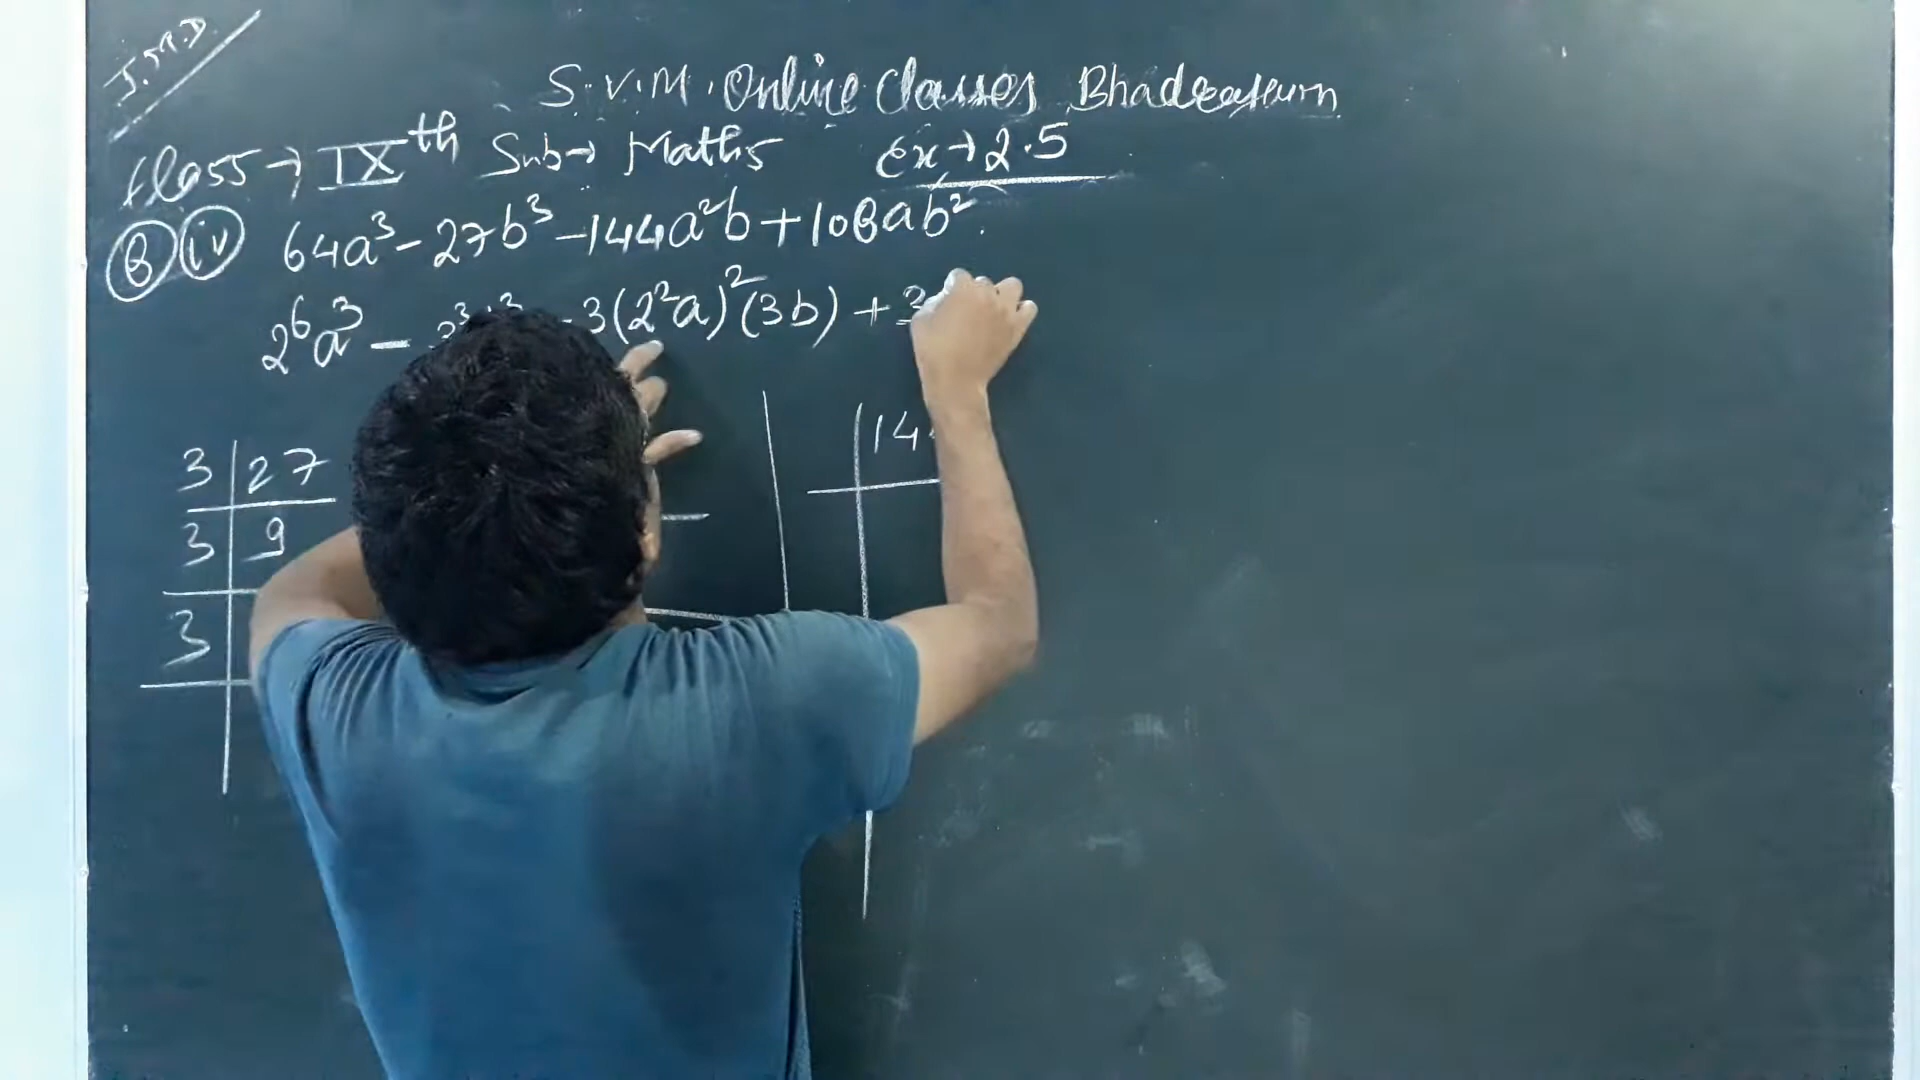 S.V.M. Online Classes
Class → IXth Sub → Maths Ex → 2.5
8 iv 64a³ - 27b³ - 144a²b + 108ab².
2⁶a³ - 3³b³ - 3(2²a)²(3b) + 3
3 | 27
3 | 9
3
14